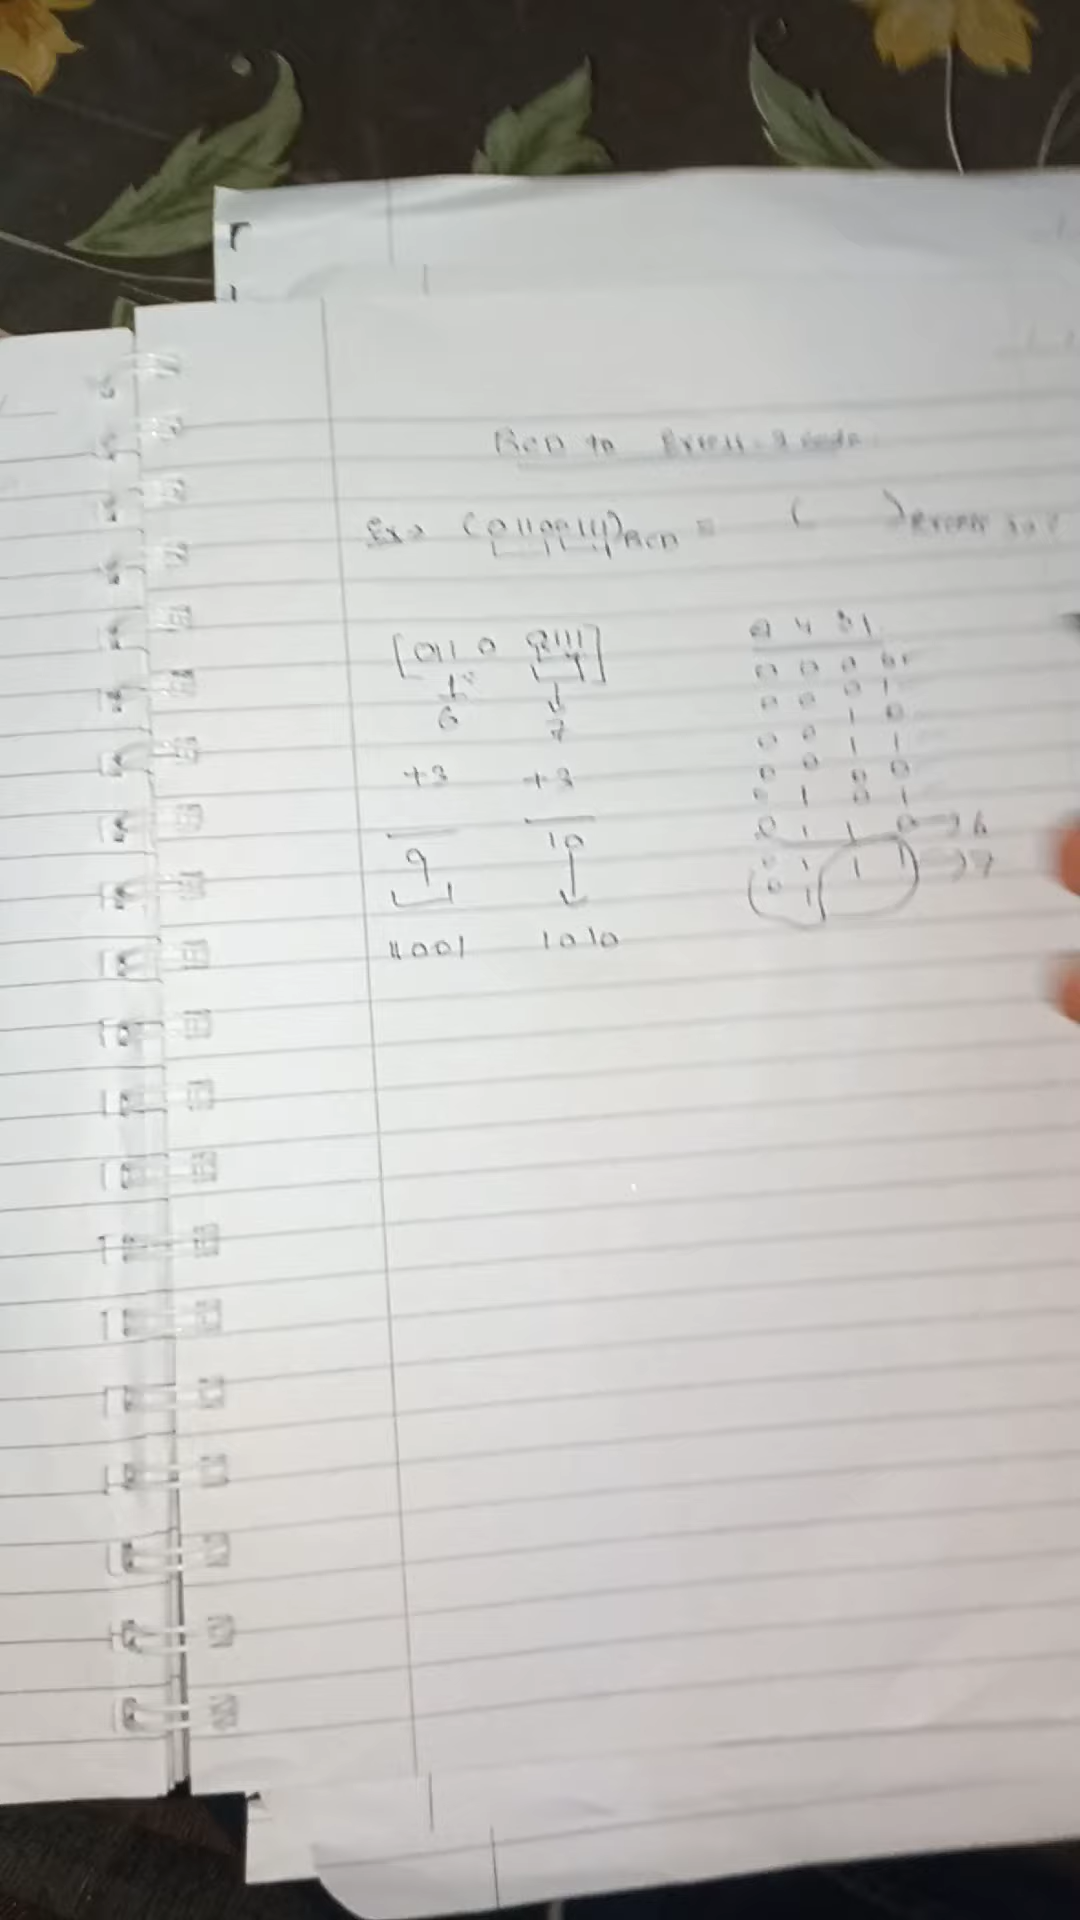 BCD to Excess-3 code
Ex→ (01100111)BCD = ( )Excess 3
[0110 0111]
6 7
+3 +3
9 10
1001 1010
8 4 2 1
0 0 0 0
0 0 0 1
0 0 1 0
0 0 1 1
0 1 0 0
0 1 0 1
0 1 1 0 → 6
0 1 1 1 → 7